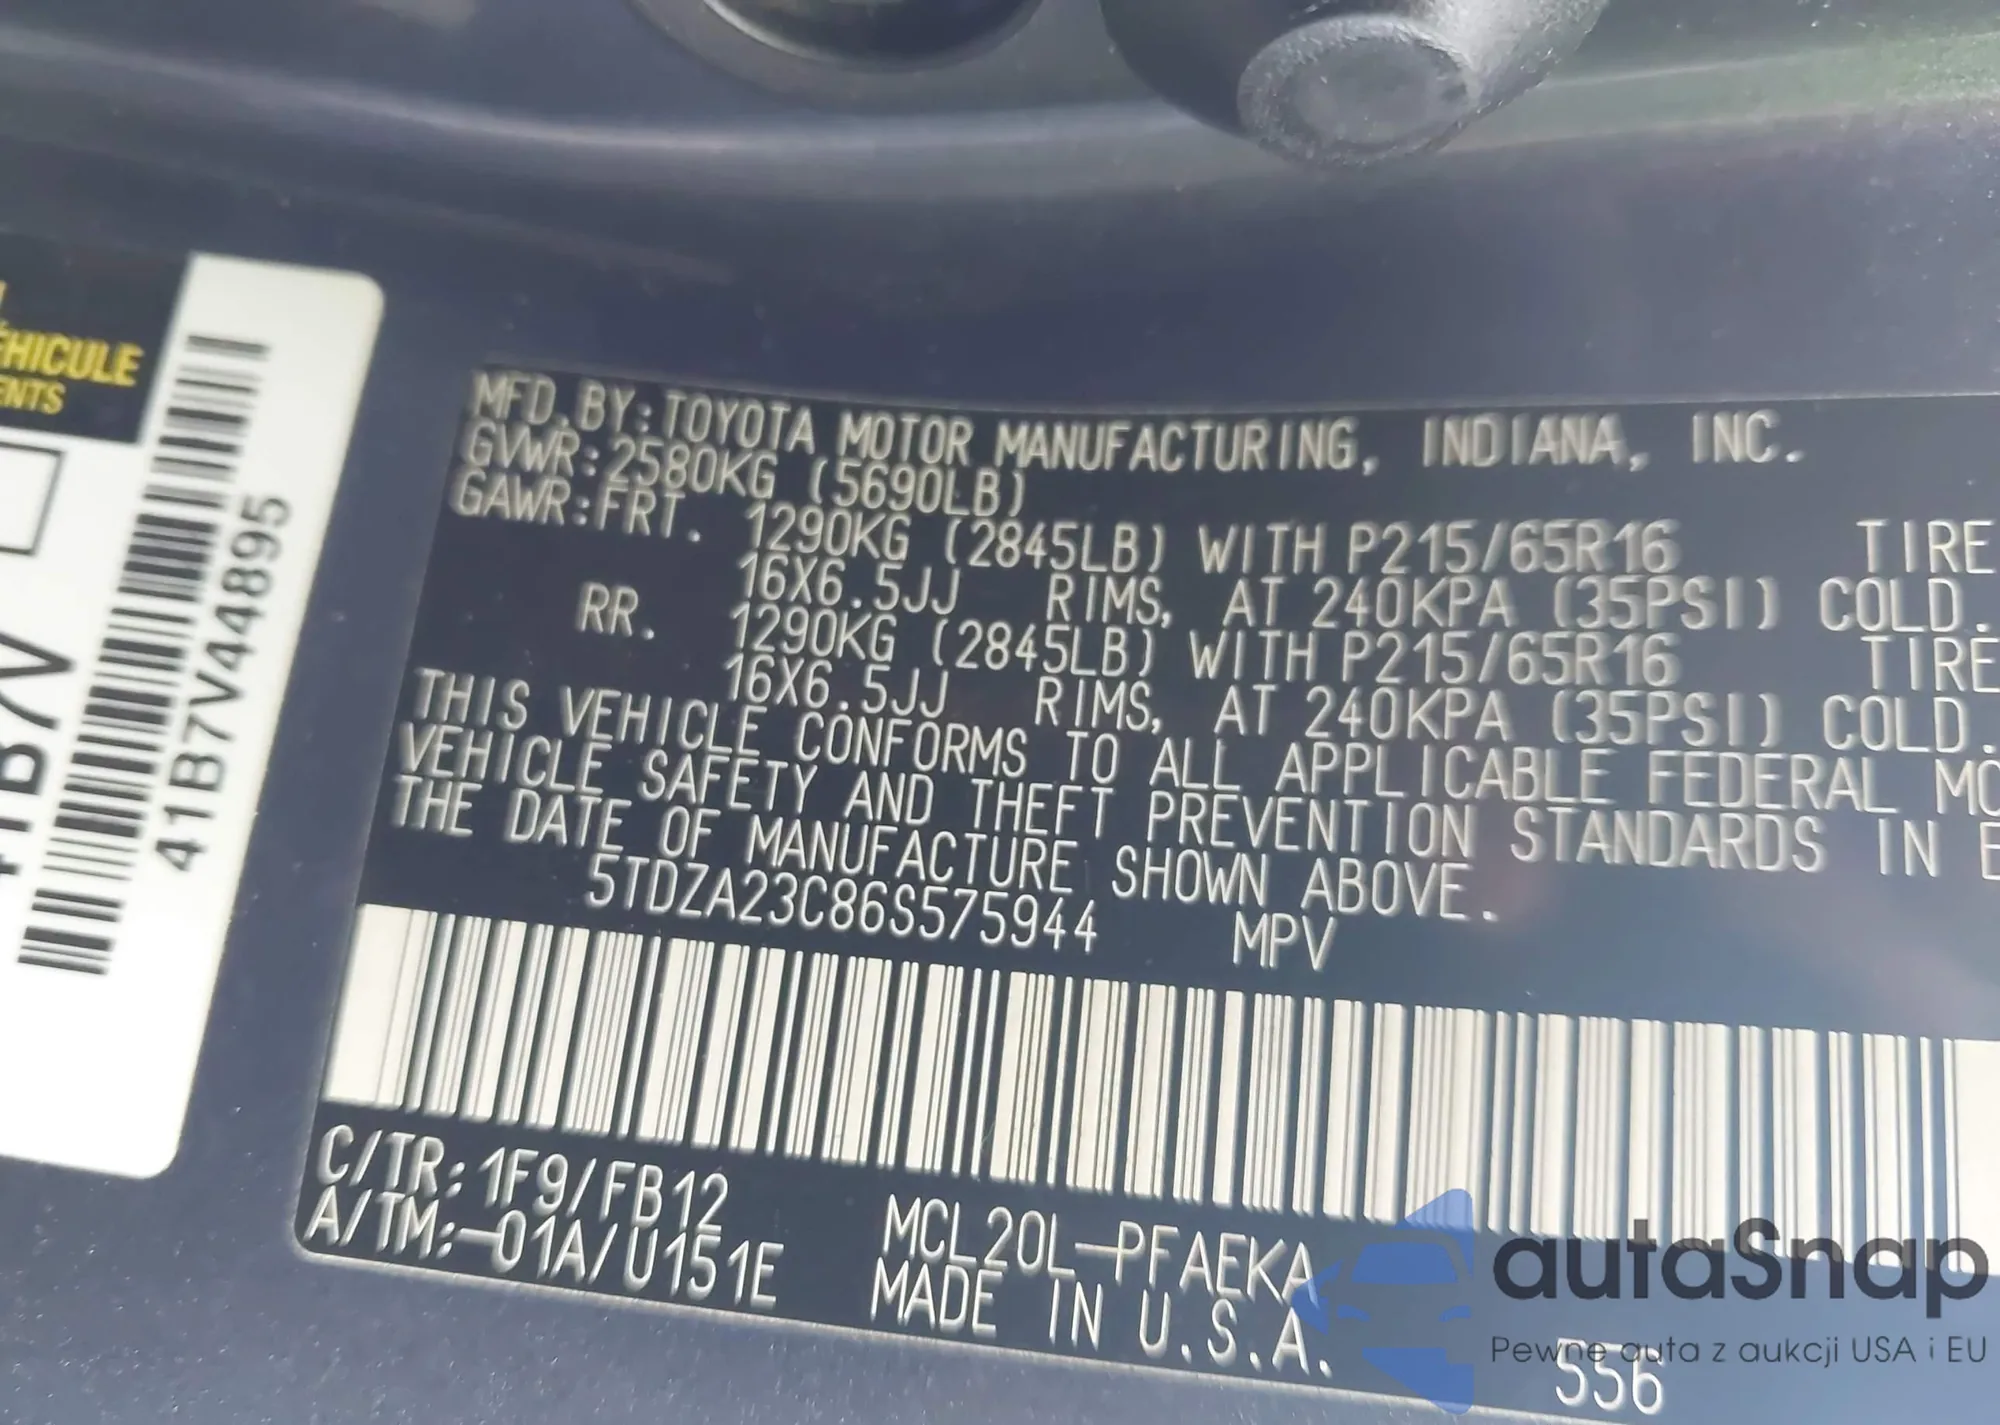 ÉHICULE
ENTS
41B7V
41B7V44895
MFD.BY:TOYOTA MOTOR MANUFACTURING, INDIANA, INC.
GVWR:2580KG (5690LB)
GAWR:FRT. 1290KG (2845LB) WITH P215/65R16 TIRE
16X6.5JJ RIMS, AT 240KPA (35PSI) COLD.
RR. 1290KG (2845LB) WITH P215/65R16 TIRE
16X6.5JJ RIMS, AT 240KPA (35PSI) COLD.
THIS VEHICLE CONFORMS TO ALL APPLICABLE FEDERAL MO
VEHICLE SAFETY AND THEFT PREVENTION STANDARDS IN E
THE DATE OF MANUFACTURE SHOWN ABOVE.
5TDZA23C86S575944 MPV
C/TR:1F9/FB12 MCL20L-PFAEKA
A/TM:-01A/U151E MADE IN U.S.A.
556
autaSnap
Pewne auta z aukcji USA i EU